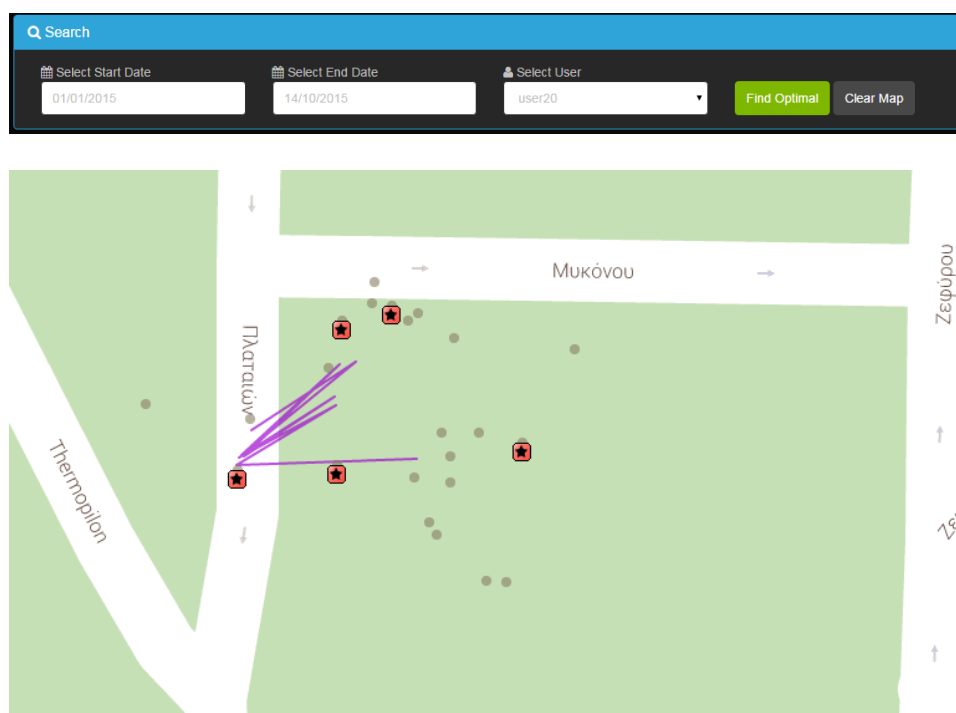 Search
Select Start Date
Select End Date
Select User
01/01/2015
14/10/2015
user20
Find Optimal
Clear Map
Μυκόνου
Ζεφύρου
Πλαταιών
Thermopilon
Ζε